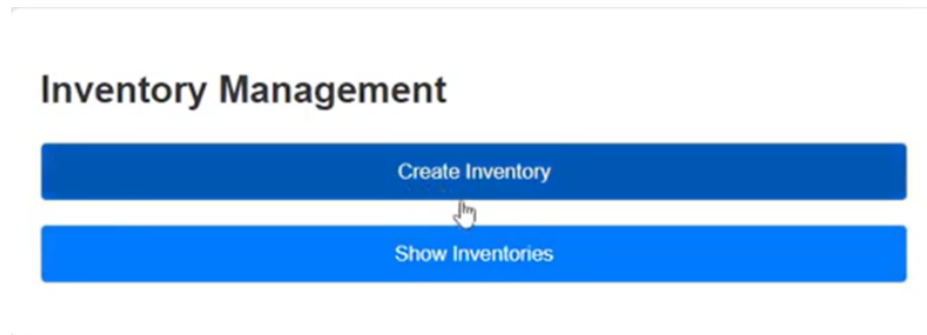 Inventory Management
Create Inventory
Show Inventories